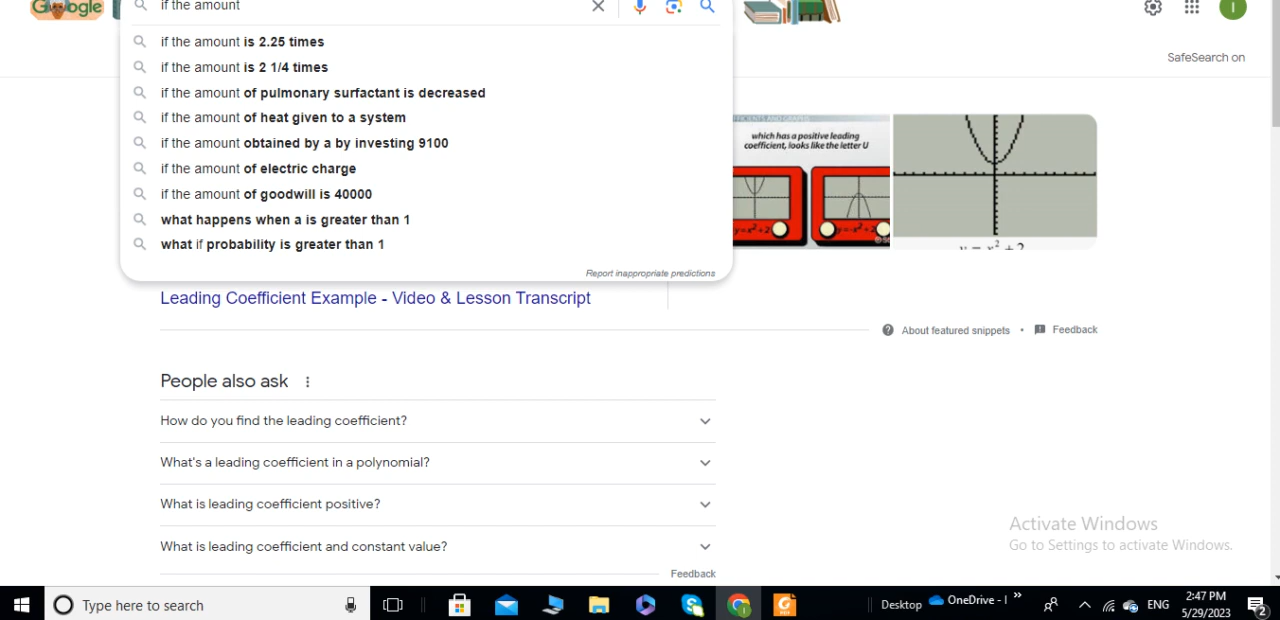 Google
if the amount
if the amount is 2.25 times
if the amount is 2 1/4 times
if the amount of pulmonary surfactant is decreased
if the amount of heat given to a system
if the amount obtained by a by investing 9100
if the amount of electric charge
if the amount of goodwill is 40000
what happens when a is greater than 1
what if probability is greater than 1
Report inappropriate predictions
I
SafeSearch on
which has a positive leading
coefficient, looks like the letter U
y = x² + 2
Leading Coefficient Example - Video & Lesson Transcript
About featured snippets • Feedback
People also ask
How do you find the leading coefficient?
What's a leading coefficient in a polynomial?
What is leading coefficient positive?
What is leading coefficient and constant value?
Feedback
Activate Windows
Go to Settings to activate Windows.
Type here to search
Desktop
OneDrive - I
ENG
2:47 PM
5/29/2023
2